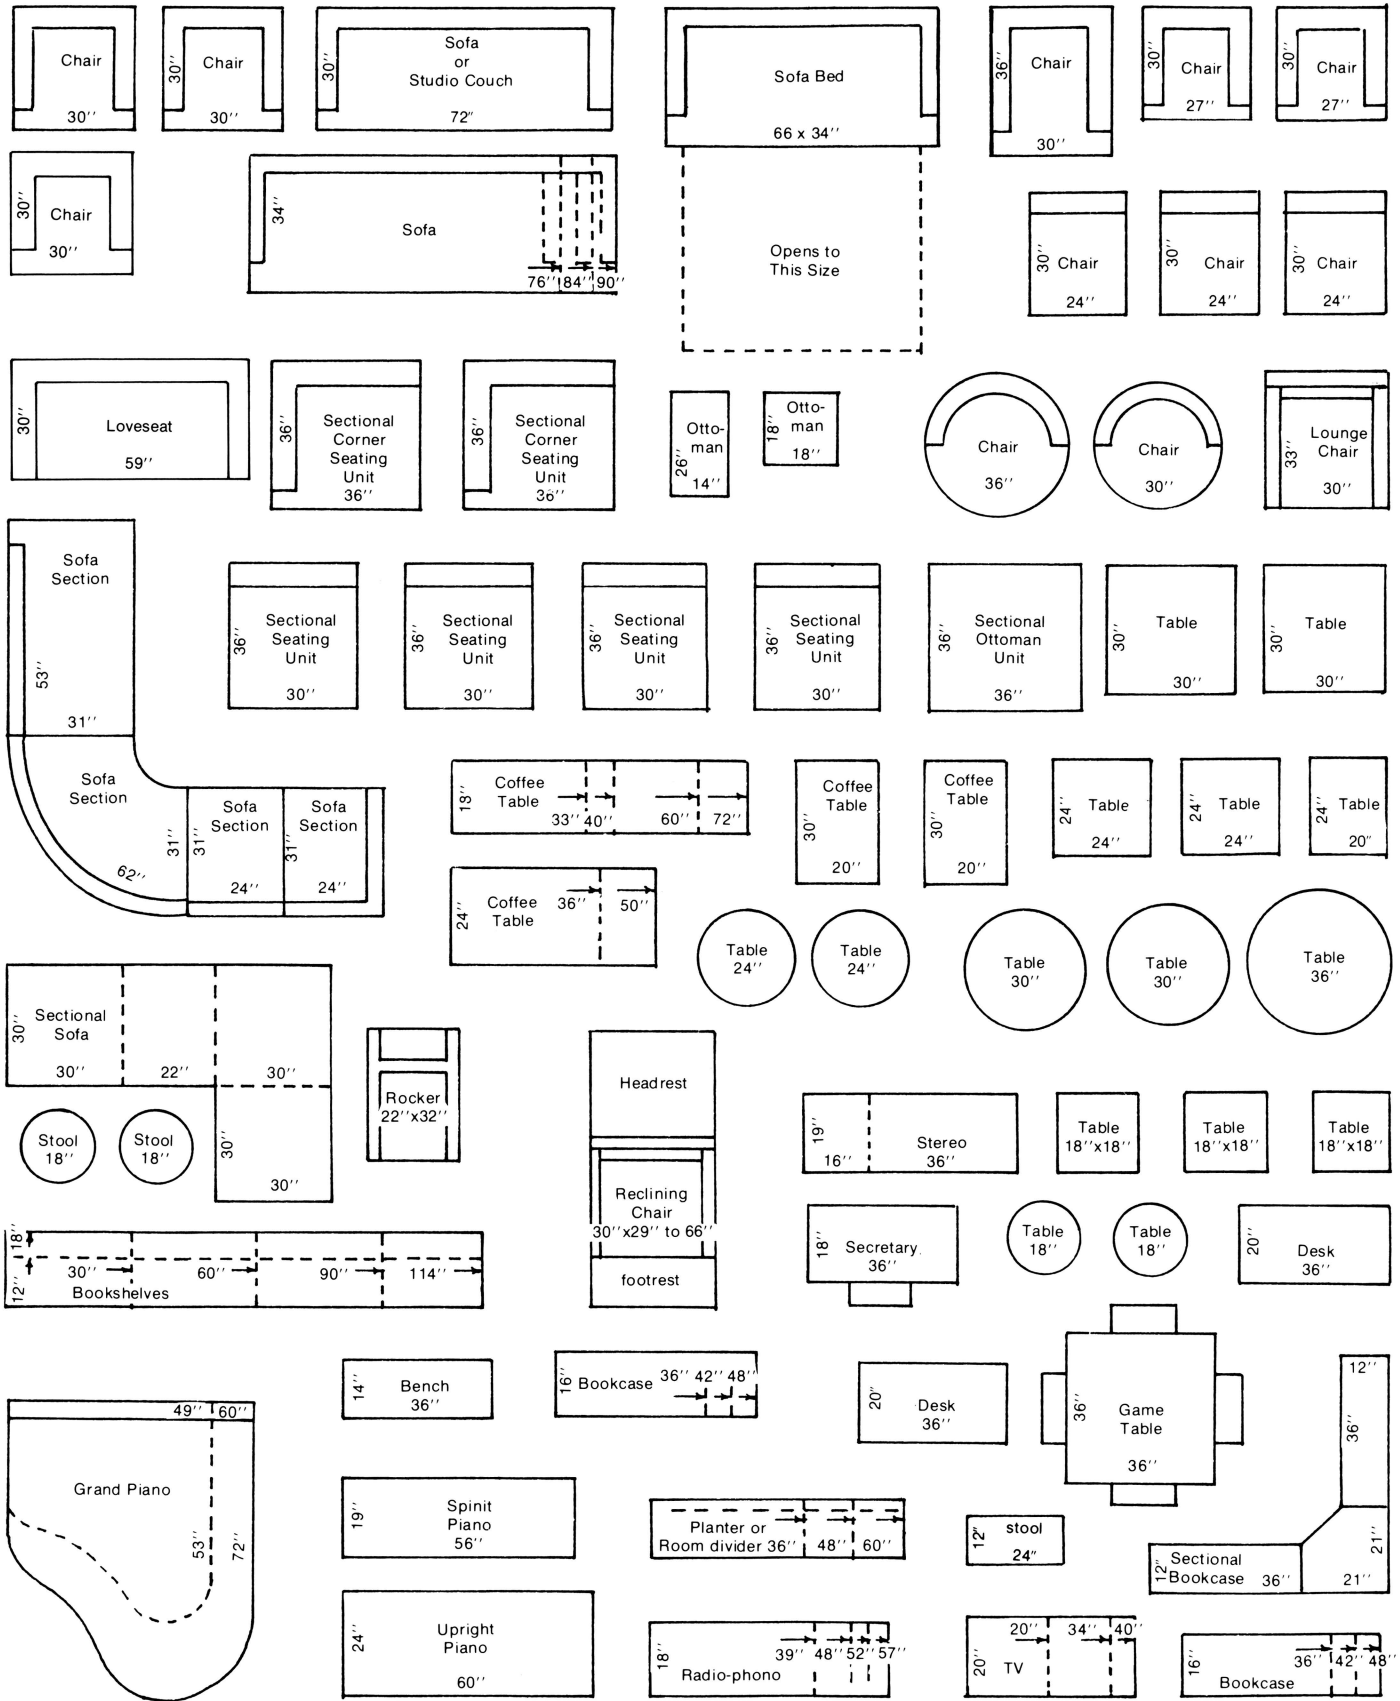 Chair
30''
30''
Chair
30''
30''
Sofa
or
Studio Couch
30''
72"
Sofa Bed
66 x 34''
Opens to
This Size
Chair
36''
30''
Chair
30''
27''
Chair
30''
27''
Chair
30''
30''
Sofa
34''
76'' 84'' 90''
Chair
30''
24''
Chair
30''
24''
Chair
30''
24''
Loveseat
30''
59''
Sectional
Corner
Seating
Unit
36''
36''
Sectional
Corner
Seating
Unit
36''
36''
Otto-
man
26''
14''
Otto-
man
18''
18''
Chair
36''
Chair
30''
Lounge
Chair
33''
30''
Sofa
Section
53''
31''
Sofa
Section
62''
31''
Sofa
Section
31''
24''
Sofa
Section
31''
24''
Sectional
Seating
Unit
36''
30''
Sectional
Seating
Unit
36''
30''
Sectional
Seating
Unit
36''
30''
Sectional
Seating
Unit
36''
30''
Sectional
Ottoman
Unit
36''
36''
Table
30''
30''
Table
30''
30''
Coffee
Table
18''
33'' 40'' 60'' 72''
Coffee
Table
30''
20''
Coffee
Table
30''
20''
Table
24''
24''
Table
24''
24''
Table
24''
20"
Coffee
Table
24''
36'' 50''
Table
24''
Table
24''
Table
30''
Table
30''
Table
36''
Sectional
Sofa
30''
30'' 22'' 30''
30''
30''
Stool
18''
Stool
18''
Rocker
22''x32''
Headrest
Reclining
Chair
30''x29'' to 66''
footrest
Stereo
19''
16'' 36''
Table
18''x18''
Table
18''x18''
Table
18''x18''
18''
12''
30'' 60'' 90'' 114''
Bookshelves
Secretary
18''
36''
Table
18''
Table
18''
Desk
20''
36''
Bench
14''
36''
Bookcase 36'' 42'' 48''
16''
Desk
20"
36''
Game
Table
36''
36''
12''
36''
21''
21''
Sectional
Bookcase 36''
12"
49'' 60''
Grand Piano
53''
72''
Spinit
Piano
56''
19''
Planter or
Room divider 36'' 48'' 60''
stool
12"
24"
Upright
Piano
24''
60''
Radio-phono
18''
39'' 48'' 52'' 57''
TV
20''
20'' 34'' 40''
Bookcase
16''
36'' 42'' 48''